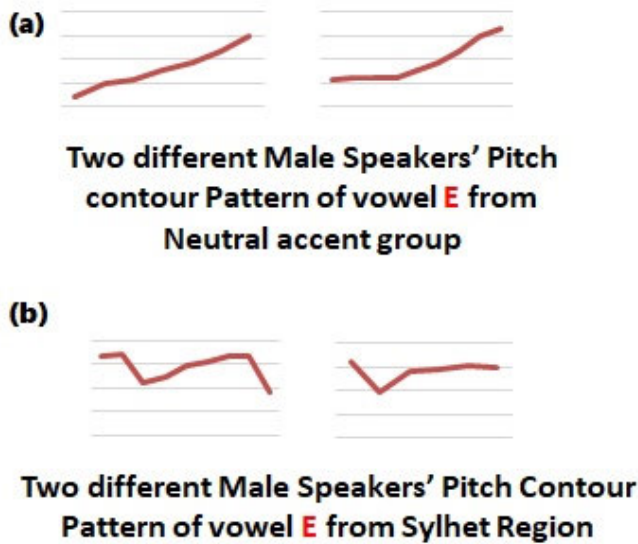 (a)
Two different Male Speakers' Pitch
contour Pattern of vowel E from
Neutral accent group
(b)
Two different Male Speakers' Pitch Contour
Pattern of vowel E from Sylhet Region